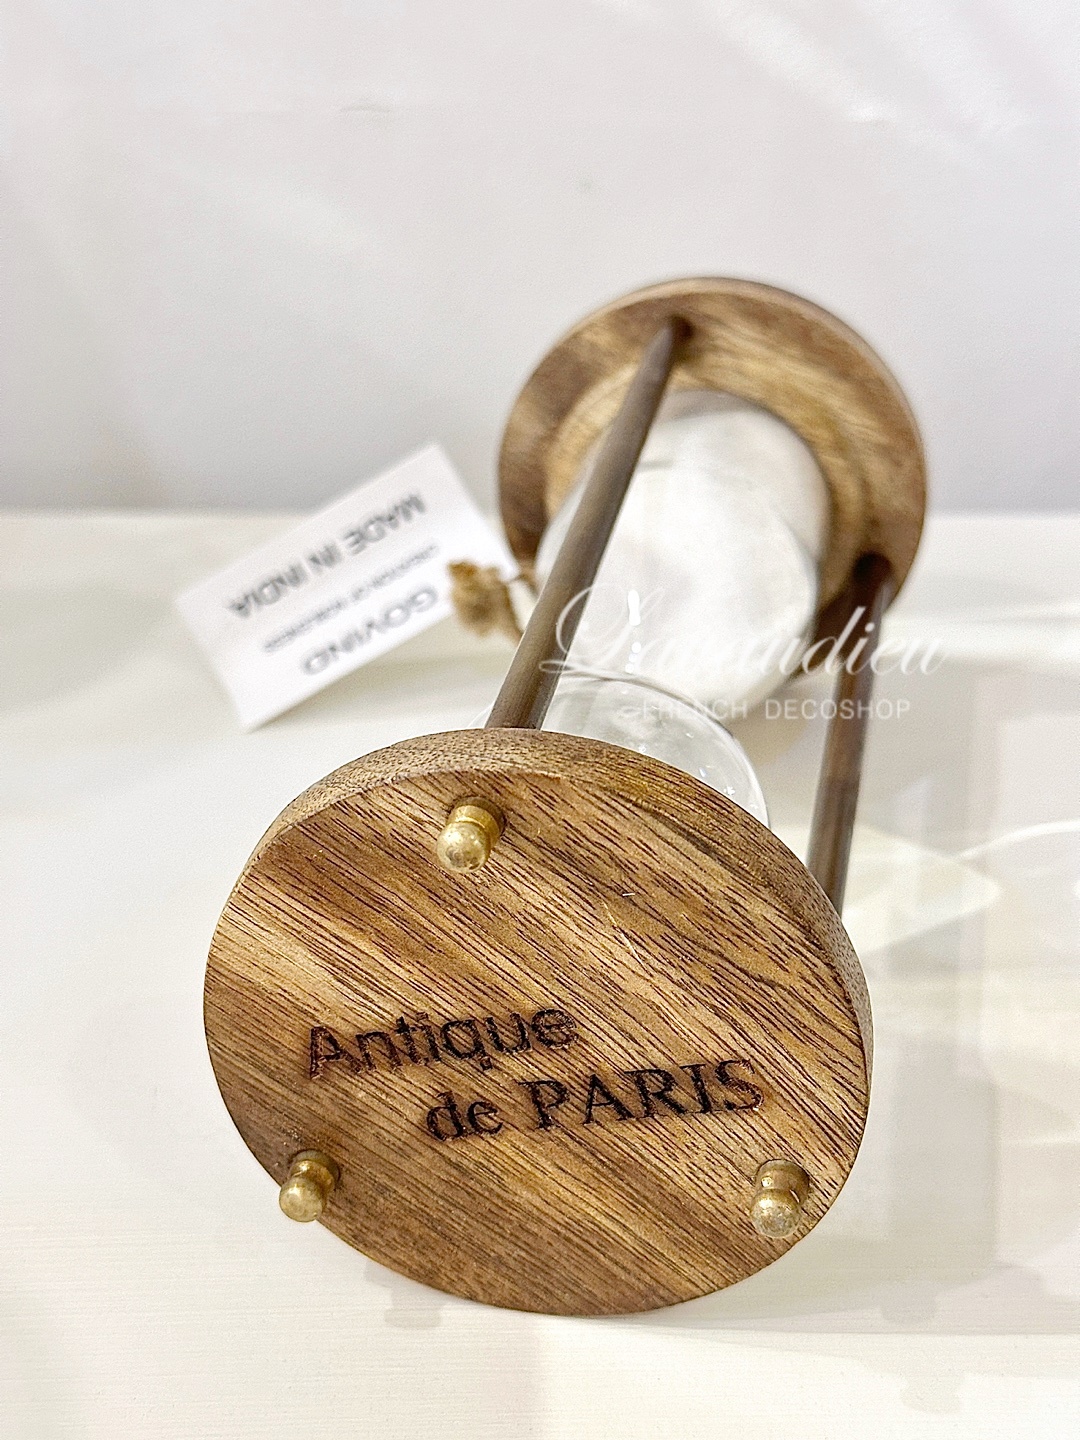 Antique
de PARIS
GOVIND
MADE IN INDIA
FRENCH DECOSHOP